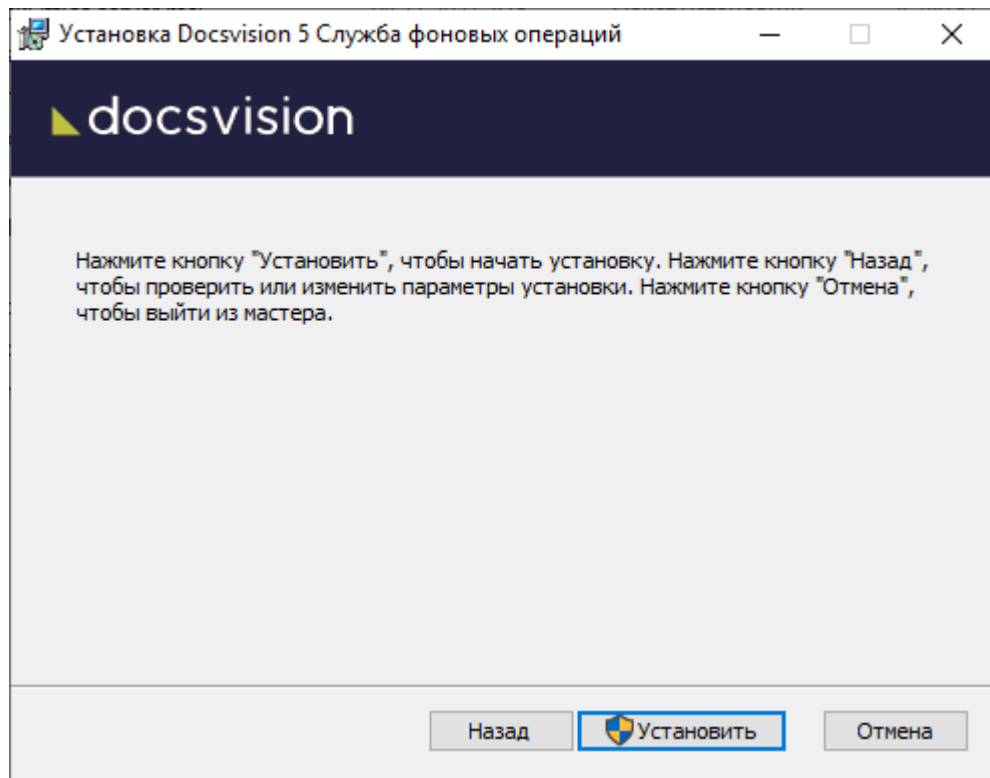 Установка Docsvision 5 Служба фоновых операций
docsvision
Нажмите кнопку "Установить", чтобы начать установку. Нажмите кнопку "Назад",
чтобы проверить или изменить параметры установки. Нажмите кнопку "Отмена",
чтобы выйти из мастера.
Назад
Установить
Отмена